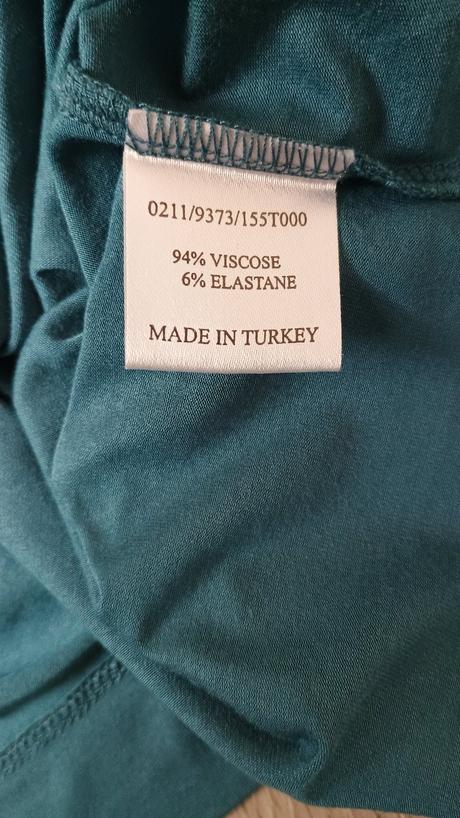 0211/9373/155T000
94% VISCOSE
6% ELASTANE
MADE IN TURKEY